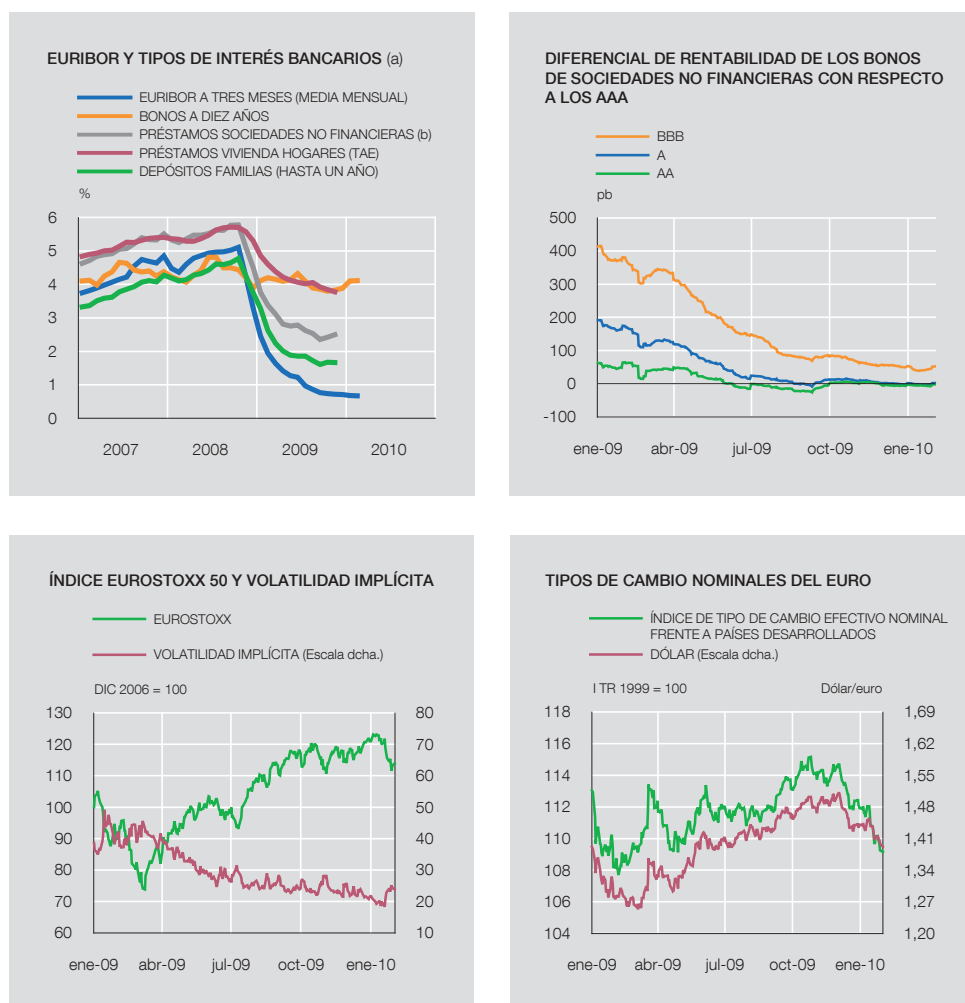 EURIBOR Y TIPOS DE INTERÉS BANCARIOS (a)
EURIBOR A TRES MESES (MEDIA MENSUAL)
BONOS A DIEZ AÑOS
PRÉSTAMOS SOCIEDADES NO FINANCIERAS (b)
PRÉSTAMOS VIVIENDA HOGARES (TAE)
DEPÓSITOS FAMILIAS (HASTA UN AÑO)
%
6
5
4
3
2
1
0
2007 2008 2009 2010
DIFERENCIAL DE RENTABILIDAD DE LOS BONOS
DE SOCIEDADES NO FINANCIERAS CON RESPECTO
A LOS AAA
BBB
A
AA
pb
500
400
300
200
100
0
-100
ene-09 abr-09 jul-09 oct-09 ene-10
ÍNDICE EUROSTOXX 50 Y VOLATILIDAD IMPLÍCITA
EUROSTOXX
VOLATILIDAD IMPLÍCITA (Escala dcha.)
DIC 2006 = 100
130 80
120 70
110 60
100 50
90 40
80 30
70 20
60 10
ene-09 abr-09 jul-09 oct-09 ene-10
TIPOS DE CAMBIO NOMINALES DEL EURO
ÍNDICE DE TIPO DE CAMBIO EFECTIVO NOMINAL
FRENTE A PAÍSES DESARROLLADOS
DÓLAR (Escala dcha.)
I TR 1999 = 100 Dólar/euro
118 1,69
116 1,62
114 1,55
112 1,48
110 1,41
108 1,34
106 1,27
104 1,20
ene-09 abr-09 jul-09 oct-09 ene-10